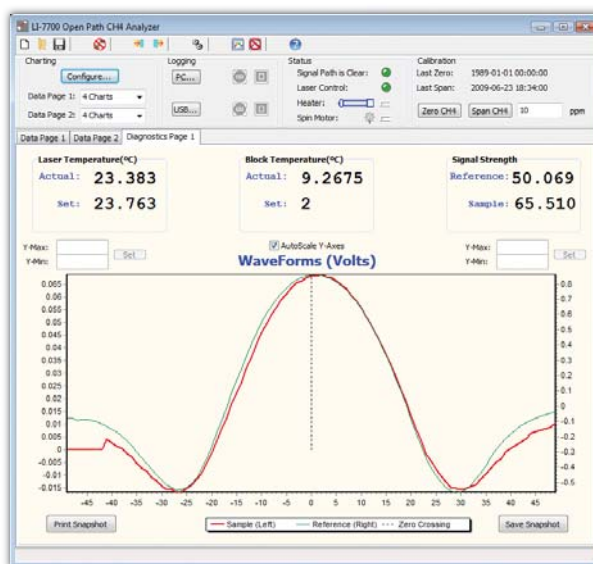 LI-7700 Open Path CH4 Analyzer
Charting
Configure...
Data Page 1: 4 Charts
Data Page 2: 4 Charts
Logging
PC...
USB...
Status
Signal Path is Clear:
Laser Control:
Heater:
Spin Motor:
Calibration
Last Zero: 1989-01-01 00:00:00
Last Span: 2009-06-23 18:34:00
Zero CH4 Span CH4 10 ppm
Data Page 1 Data Page 2 Diagnostics Page 1
Laser Temperature(ºC)
Actual: 23.383
Set: 23.763
Block Temperature(ºC)
Actual: 9.2675
Set: 2
Signal Strength
Reference: 50.069
Sample: 65.510
Y-Max:
Y-Min:
Set
AutoScale Y-Axes
WaveForms (Volts)
Y-Max:
Y-Min:
Set
0.065
0.06
0.055
0.05
0.045
0.04
0.035
0.03
0.025
0.02
0.015
0.01
0.005
0
-0.005
-0.01
-0.015
0.8
0.7
0.6
0.5
0.4
0.3
0.2
0.1
0
-0.1
-0.2
-0.3
-0.4
-0.5
-45 -40 -35 -30 -25 -20 -15 -10 -5 0 5 10 15 20 25 30 35 40 45
Print Snapshot
Sample (Left) Reference (Right) Zero Crossing
Save Snapshot